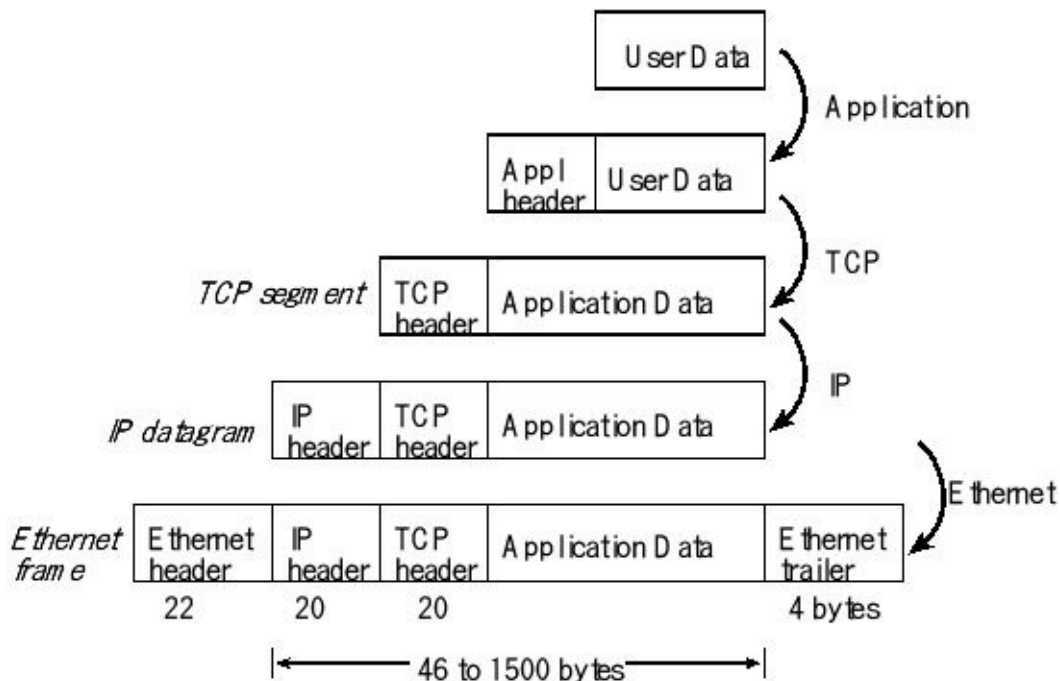 User Data
Application
Appl
header
User Data
TCP
TCP segment
TCP
header
Application Data
IP
IP datagram
IP
header
TCP
header
Application Data
Ethernet
Ethernet
frame
Ethernet
header
IP
header
TCP
header
Application Data
Ethernet
trailer
22
20
20
4 bytes
46 to 1500 bytes